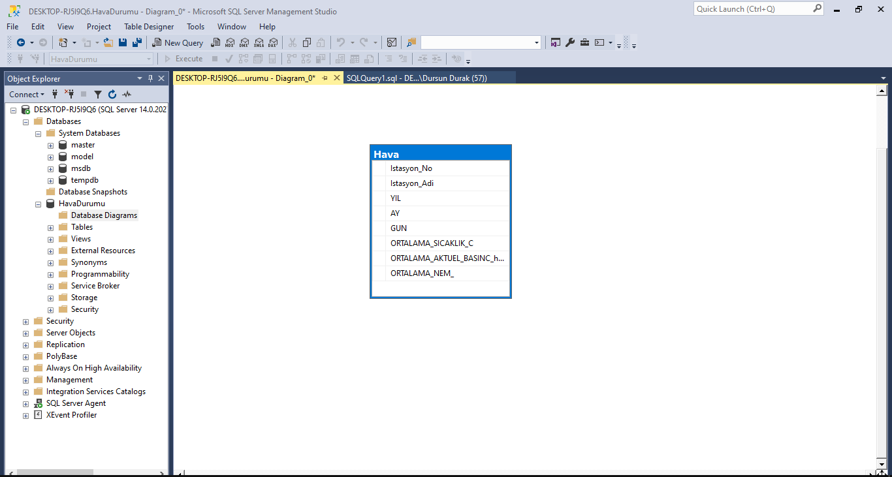 DESKTOP-RJ5I9Q6.HavaDurumu - Diagram_0* - Microsoft SQL Server Management Studio
Quick Launch (Ctrl+Q)
File Edit View Project Table Designer Tools Window Help
New Query
MDX DMX XMLA DAX
HavaDurumu
Execute
Object Explorer
DESKTOP-RJ5I9Q6....urumu - Diagram_0*
SQLQuery1.sql - DE...\Dursun Durak (57))
Connect
DESKTOP-RJ5I9Q6 (SQL Server 14.0.202
Databases
System Databases
master
model
msdb
tempdb
Database Snapshots
HavaDurumu
Database Diagrams
Tables
Views
External Resources
Synonyms
Programmability
Service Broker
Storage
Security
Security
Server Objects
Replication
PolyBase
Always On High Availability
Management
Integration Services Catalogs
SQL Server Agent
XEvent Profiler
Hava
Istasyon_No
Istasyon_Adi
YIL
AY
GUN
ORTALAMA_SICAKLIK_C
ORTALAMA_AKTUEL_BASINC_h...
ORTALAMA_NEM_